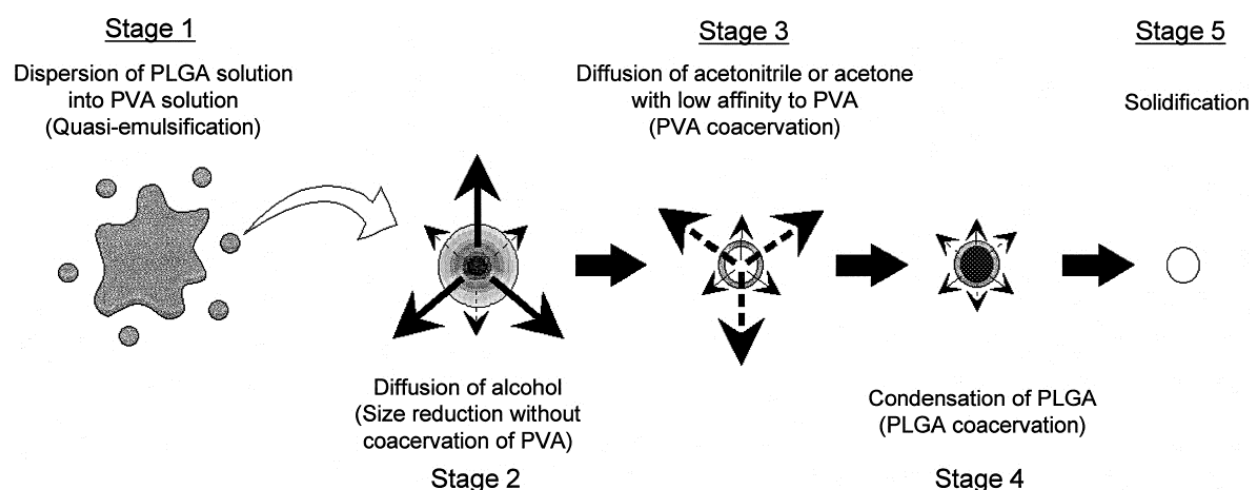 Stage 1
Dispersion of PLGA solution
into PVA solution
(Quasi-emulsification)
Diffusion of alcohol
(Size reduction without
coacervation of PVA)
Stage 2
Stage 3
Diffusion of acetonitrile or acetone
with low affinity to PVA
(PVA coacervation)
Condensation of PLGA
(PLGA coacervation)
Stage 4
Stage 5
Solidification